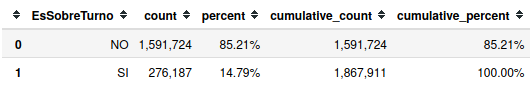 EsSobreTurno count percent cumulative_count cumulative_percent
0 NO 1,591,724 85.21% 1,591,724 85.21%
1 SI 276,187 14.79% 1,867,911 100.00%